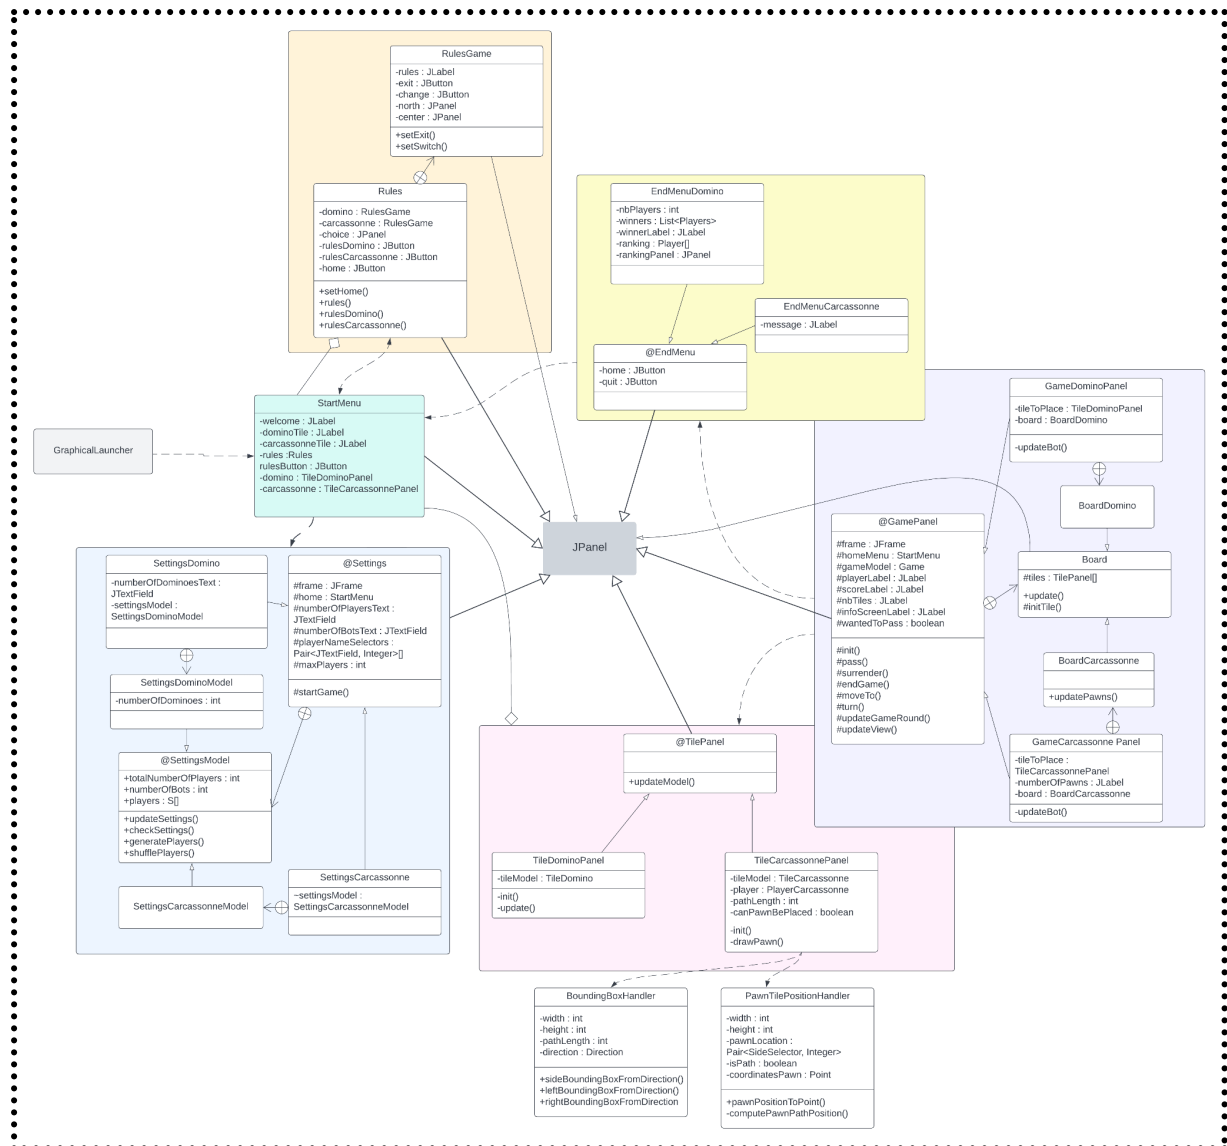 RulesGame
-rules : JLabel
-exit : JButton
-change : JButton
-north : JPanel
-center : JPanel
+setExit()
+setSwitch()
Rules
-domino : RulesGame
-carcassonne : RulesGame
-choice : JPanel
-rulesDomino : JButton
-rulesCarcassonne : JButton
-home : JButton
+setHome()
+rules()
+rulesDomino()
+rulesCarcassonne()
EndMenuDomino
-nbPlayers : int
-winners : List<Players>
-winnerLabel : JLabel
-ranking : Player[]
-rankingPanel : JPanel
EndMenuCarcassonne
-message : JLabel
@EndMenu
-home : JButton
-quit : JButton
GraphicalLauncher
StartMenu
-welcome : JLabel
-dominoTile : JLabel
-carcassonneTile : JLabel
-rules :Rules
rulesButton : JButton
-domino : TileDominoPanel
-carcassonne : TileCarcassonnePanel
JPanel
GameDominoPanel
-tileToPlace : TileDominoPanel
-board : BoardDomino
-updateBot()
BoardDomino
@GamePanel
#frame : JFrame
#homeMenu : StartMenu
#gameModel : Game
#playerLabel : JLabel
#scoreLabel : JLabel
#nbTiles : JLabel
#infoScreenLabel : JLabel
#wantedToPass : boolean
#init()
#pass()
#surrender()
#endGame()
#moveTo()
#turn()
#updateGameRound()
#updateView()
Board
#tiles : TilePanel[]
+update()
#initTile()
BoardCarcassonne
+updatePawns()
GameCarcassonne Panel
-tileToPlace :
TileCarcassonnePanel
-numberOfPawns : JLabel
-board : BoardCarcassonne
-updateBot()
SettingsDomino
-numberOfDominoesText :
JTextField
-settingsModel :
SettingsDominoModel
@Settings
#frame : JFrame
#home : StartMenu
#numberOfPlayersText :
JTextField
#numberOfBotsText : JTextField
#playerNameSelectors :
Pair<JTextField, Integer>[]
#maxPlayers : int
#startGame()
SettingsDominoModel
-numberOfDominoes : int
@SettingsModel
+totalNumberOfPlayers : int
+numberOfBots : int
+players : S[]
+updateSettings()
+checkSettings()
+generatePlayers()
+shufflePlayers()
SettingsCarcassonneModel
SettingsCarcassonne
~settingsModel :
SettingsCarcassonneModel
@TilePanel
+updateModel()
TileDominoPanel
-tileModel : TileDomino
-init()
-update()
TileCarcassonnePanel
-tileModel : TileCarcassonne
-player : PlayerCarcassonne
-pathLength : int
-canPawnBePlaced : boolean
-init()
-drawPawn()
BoundingBoxHandler
-width : int
-height : int
-pathLength : int
-direction : Direction
+sideBoundingBoxFromDirection()
+leftBoundingBoxFromDirection()
+rightBoundingBoxFromDirection
PawnTilePositionHandler
-width : int
-height : int
-pawnLocation :
Pair<SideSelector, Integer>
-isPath : boolean
-coordinatesPawn : Point
+pawnPositionToPoint()
-computePawnPathPosition()